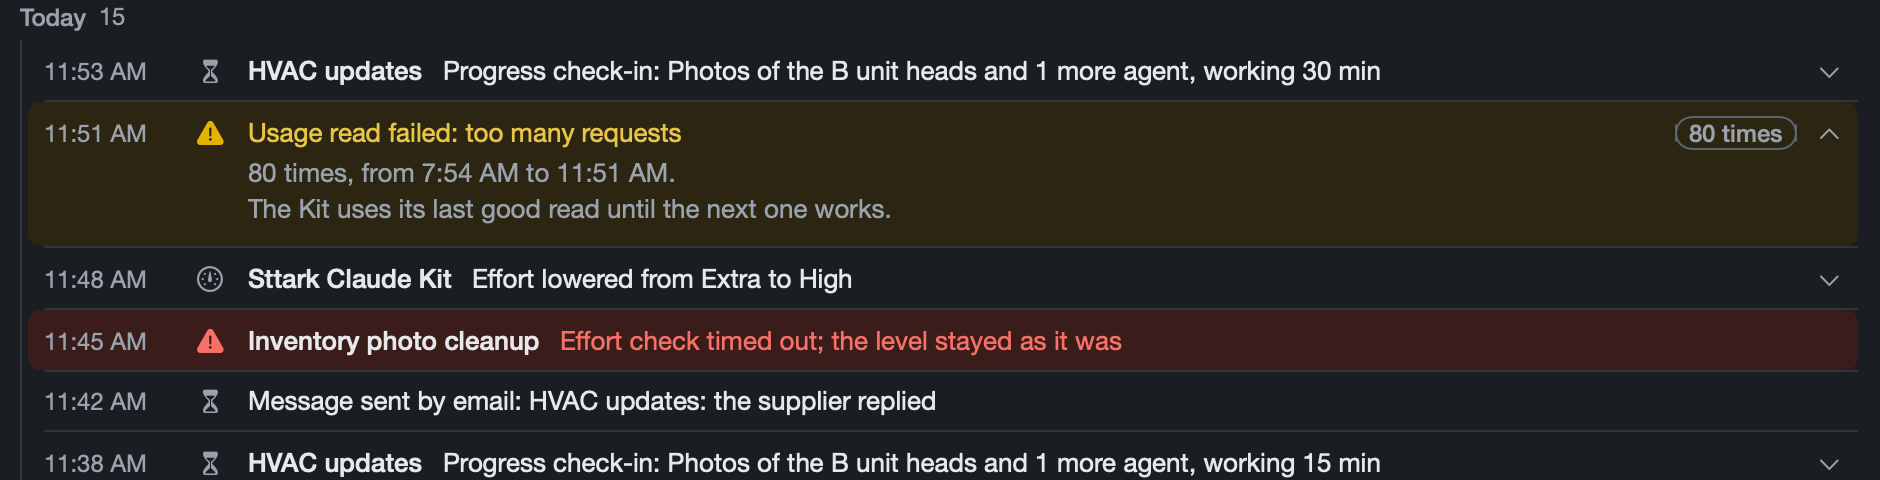 Today 15
11:53 AM HVAC updates Progress check-in: Photos of the B unit heads and 1 more agent, working 30 min
11:51 AM Usage read failed: too many requests 80 times
80 times, from 7:54 AM to 11:51 AM.
The Kit uses its last good read until the next one works.
11:48 AM Sttark Claude Kit Effort lowered from Extra to High
11:45 AM Inventory photo cleanup Effort check timed out; the level stayed as it was
11:42 AM Message sent by email: HVAC updates: the supplier replied
11:38 AM HVAC updates Progress check-in: Photos of the B unit heads and 1 more agent, working 15 min